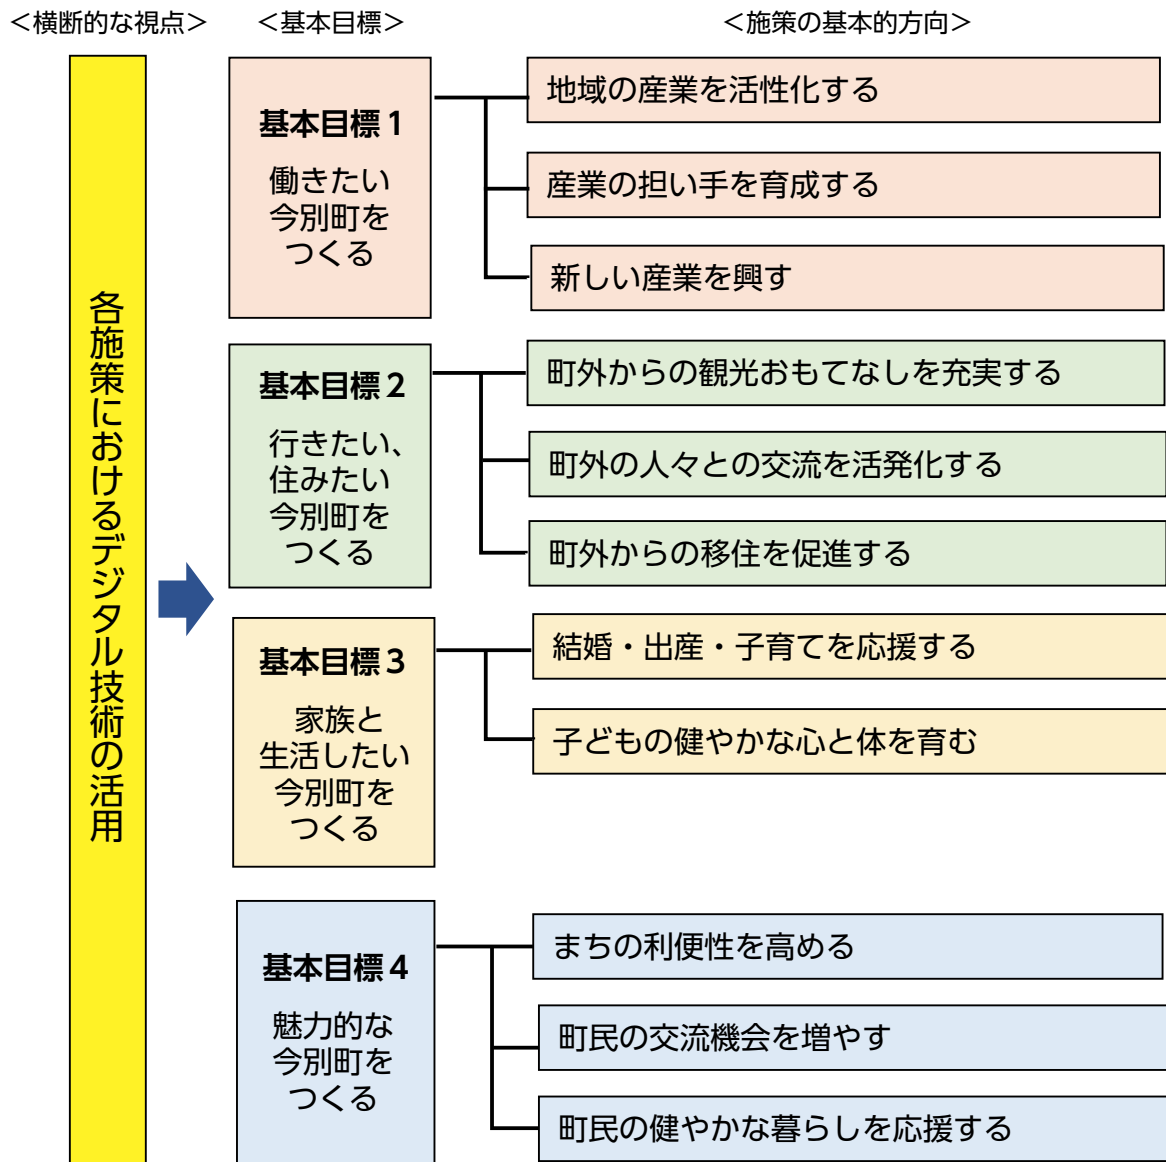 ＜横断的な視点＞
＜基本目標＞
＜施策の基本的方向＞
各施策におけるデジタル技術の活用
基本目標１
働きたい
今別町を
つくる
地域の産業を活性化する
産業の担い手を育成する
新しい産業を興す
基本目標２
行きたい、
住みたい
今別町を
つくる
町外からの観光おもてなしを充実する
町外の人々との交流を活発化する
町外からの移住を促進する
基本目標３
家族と
生活したい
今別町を
つくる
結婚・出産・子育てを応援する
子どもの健やかな心と体を育む
基本目標４
魅力的な
今別町を
つくる
まちの利便性を高める
町民の交流機会を増やす
町民の健やかな暮らしを応援する